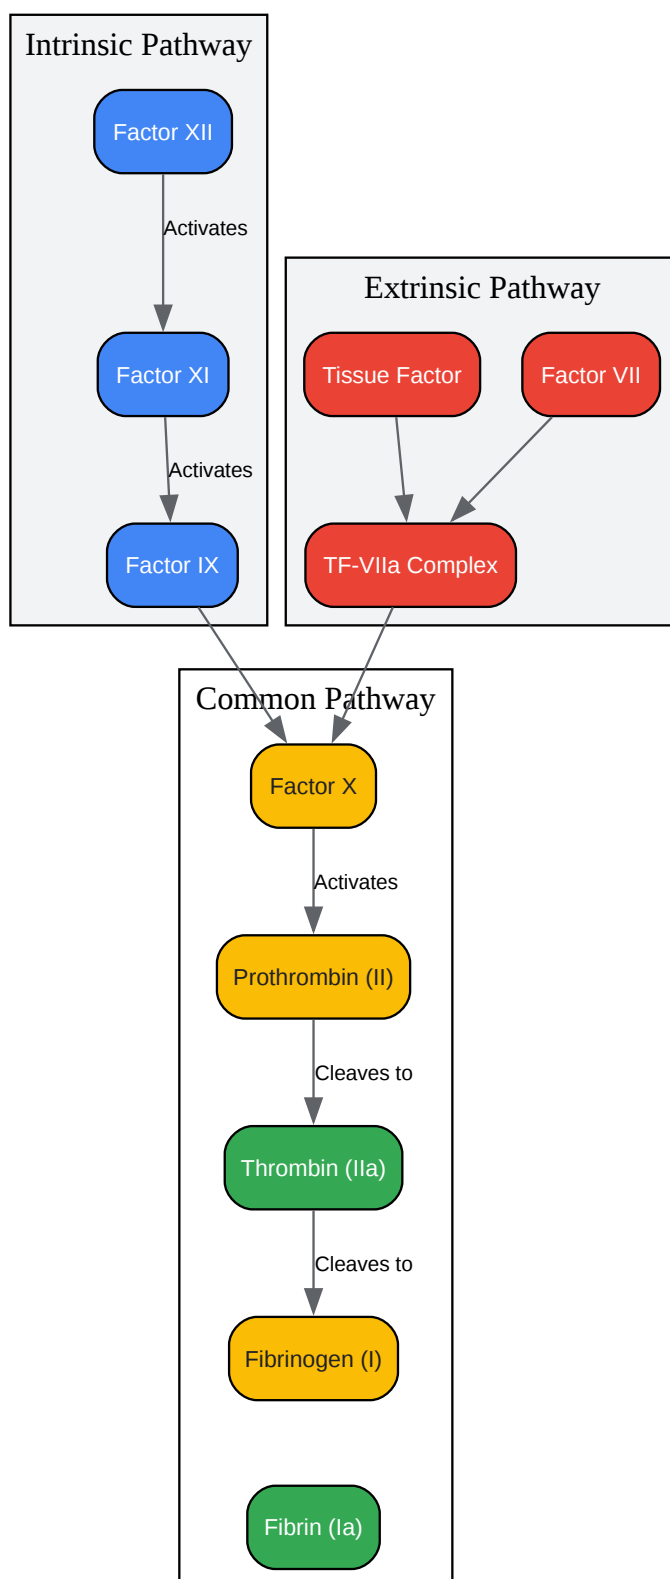 Intrinsic Pathway
Factor XII
Activates
Extrinsic Pathway
Factor XI
Tissue Factor
Factor VII
Activates
Factor IX
TF-VIIa Complex
Common Pathway
Factor X
Activates
Prothrombin (II)
Cleaves to
Thrombin (IIa)
Cleaves to
Fibrinogen (I)
Fibrin (Ia)